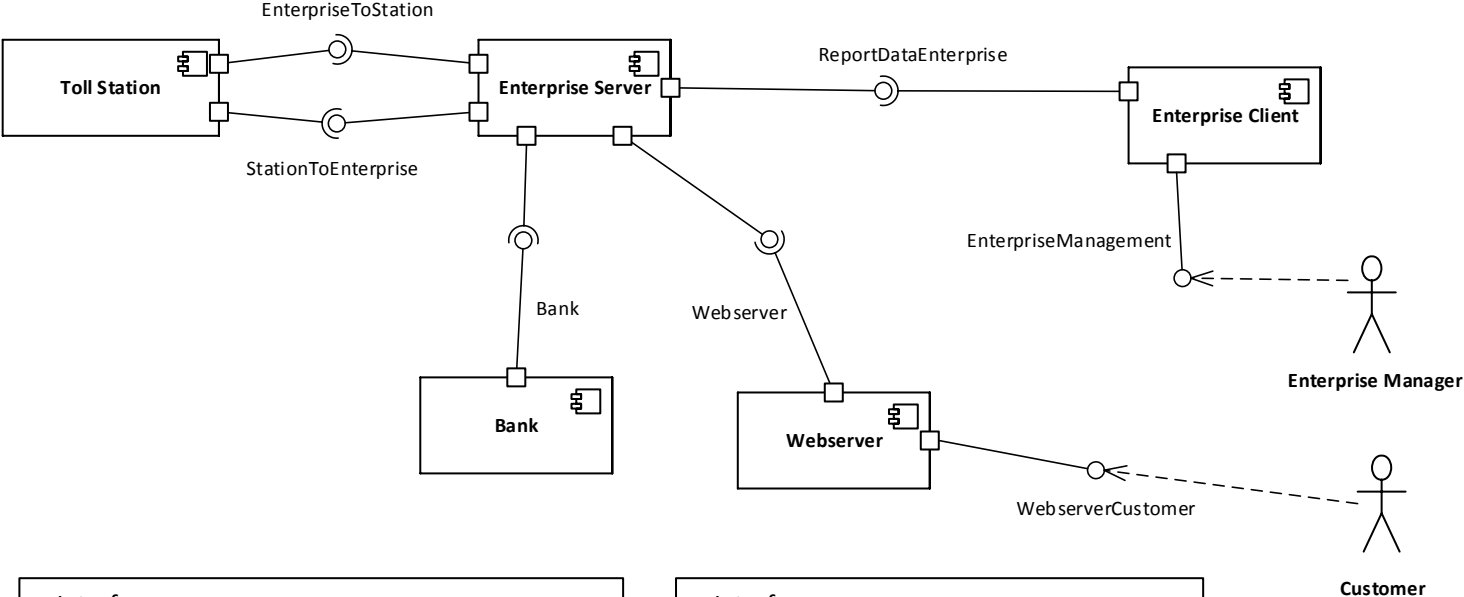 EnterpriseToStation
Toll Station
Enterprise Server
ReportDataEnterprise
Enterprise Client
StationToEnterprise
EnterpriseManagement
Bank
Webserver
Enterprise Manager
Bank
Webserver
WebserverCustomer
Customer